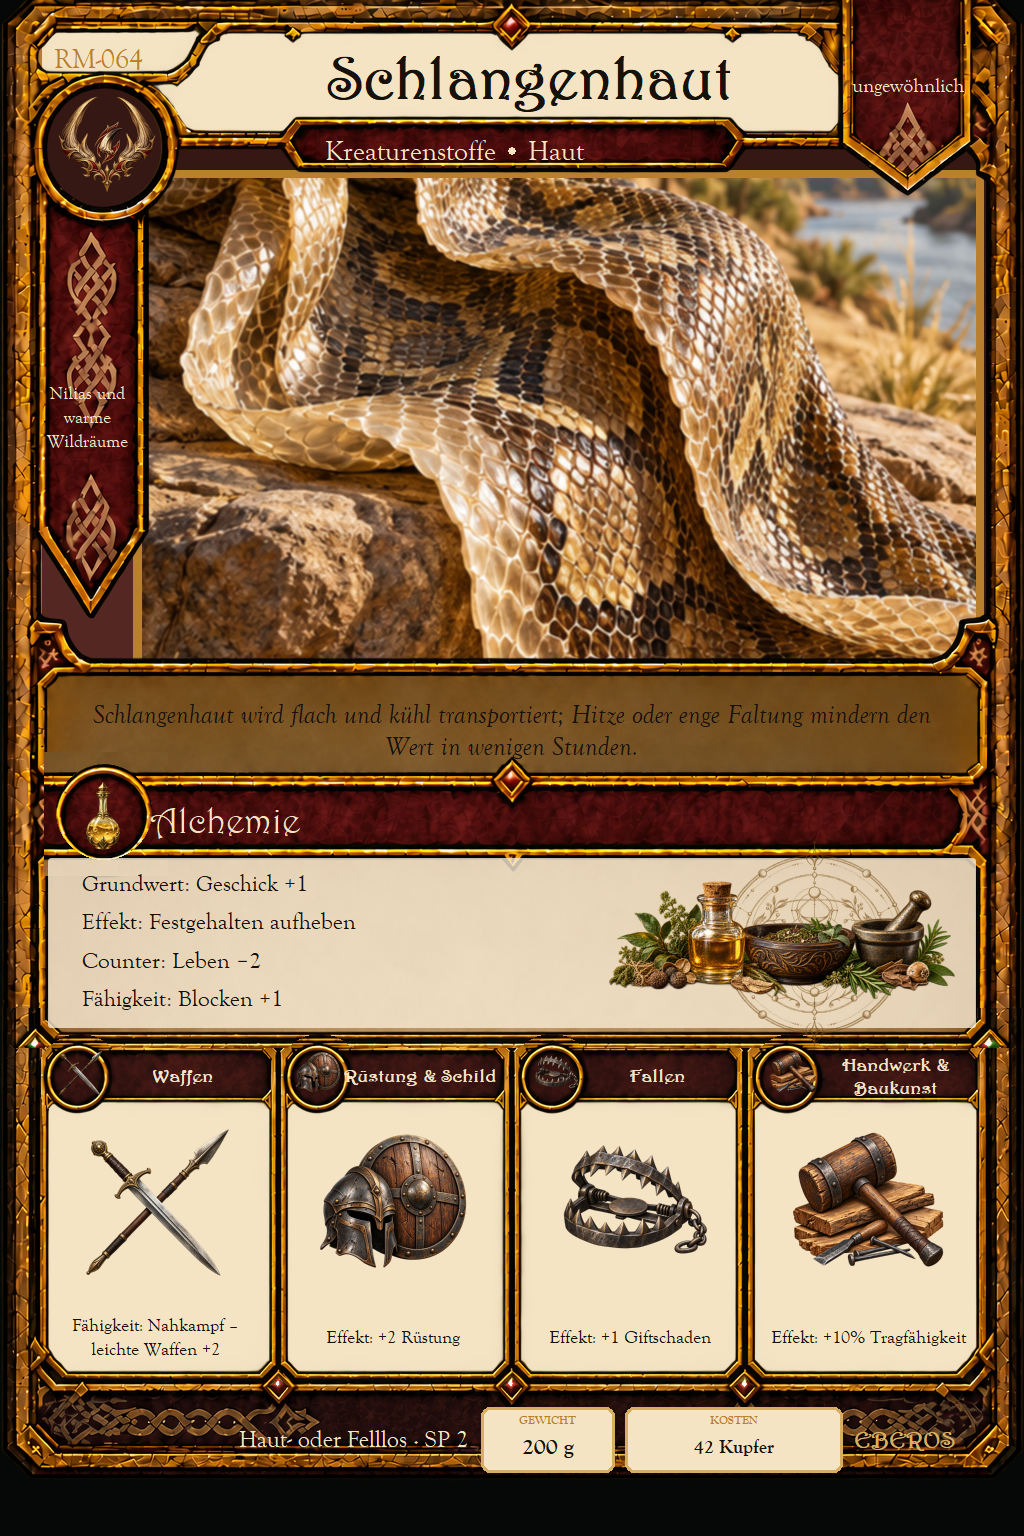 RM-064
Schlangenhaut
ungewöhnlich
Kreaturenstoffe • Haut
Nilias und
warme
Wildräume
Schlangenhaut wird flach und kühl transportiert; Hitze oder enge Faltung mindern den
Wert in wenigen Stunden.
Alchemie
Grundwert: Geschick +1
Effekt: Festgehalten aufheben
Counter: Leben −2
Fähigkeit: Blocken +1
Waffen
Rüstung & Schild
Fallen
Handwerk &
Baukunst
Fähigkeit: Nahkampf –
leichte Waffen +2
Effekt: +2 Rüstung
Effekt: +1 Giftschaden
Effekt: +10% Tragfähigkeit
Haut- oder Felllos · SP 2
GEWICHT
200 g
KOSTEN
42 Kupfer
EBEROS